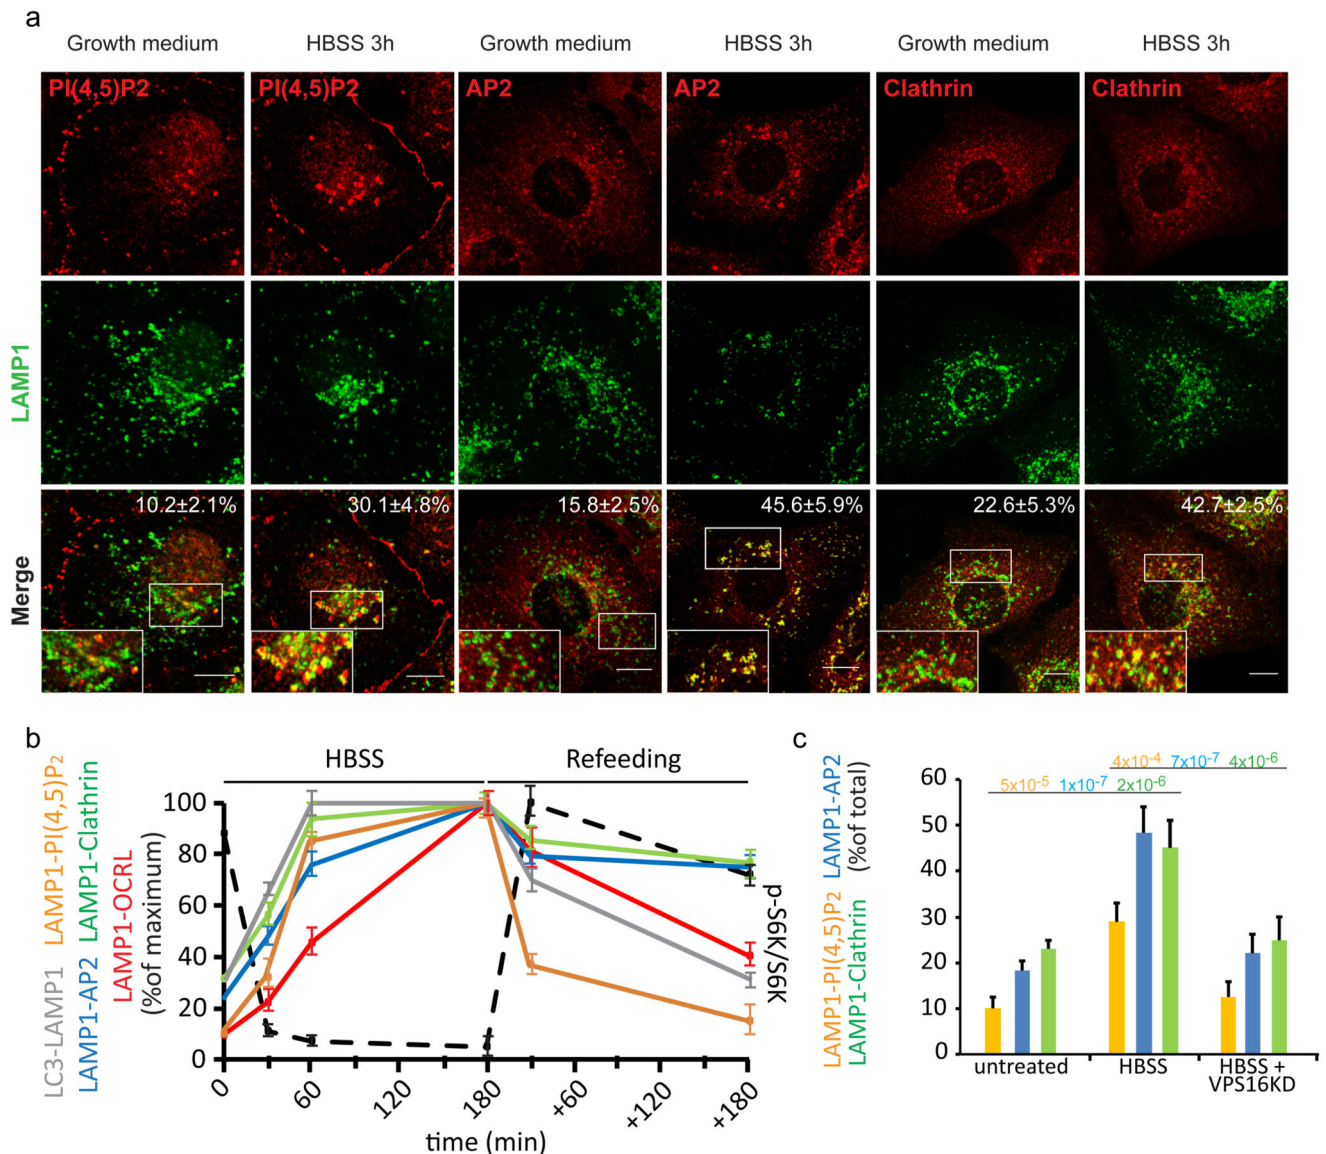 a
Growth medium HBSS 3h Growth medium HBSS 3h Growth medium HBSS 3h
PI(4,5)P2 PI(4,5)P2 AP2 AP2 Clathrin Clathrin
LAMP1
Merge
10.2±2.1% 30.1±4.8% 15.8±2.5% 45.6±5.9% 22.6±5.3% 42.7±2.5%
b
HBSS Refeeding
LC3-LAMP1
LAMP1-PI(4,5)P2
LAMP1-AP2
LAMP1-Clathrin
LAMP1-OCRL
(%of maximum)
100
80
60
40
20
0
p-S6K/S6K
0 60 120 180 +60 +120 +180
time (min)
c
LAMP1-PI(4,5)P2
LAMP1-AP2
LAMP1-Clathrin
(%of total)
4x10-4 7x10-7 4x10-6
5x10-5 1x10-7 2x10-6
60
50
40
30
20
10
0
untreated HBSS HBSS +
VPS16KD